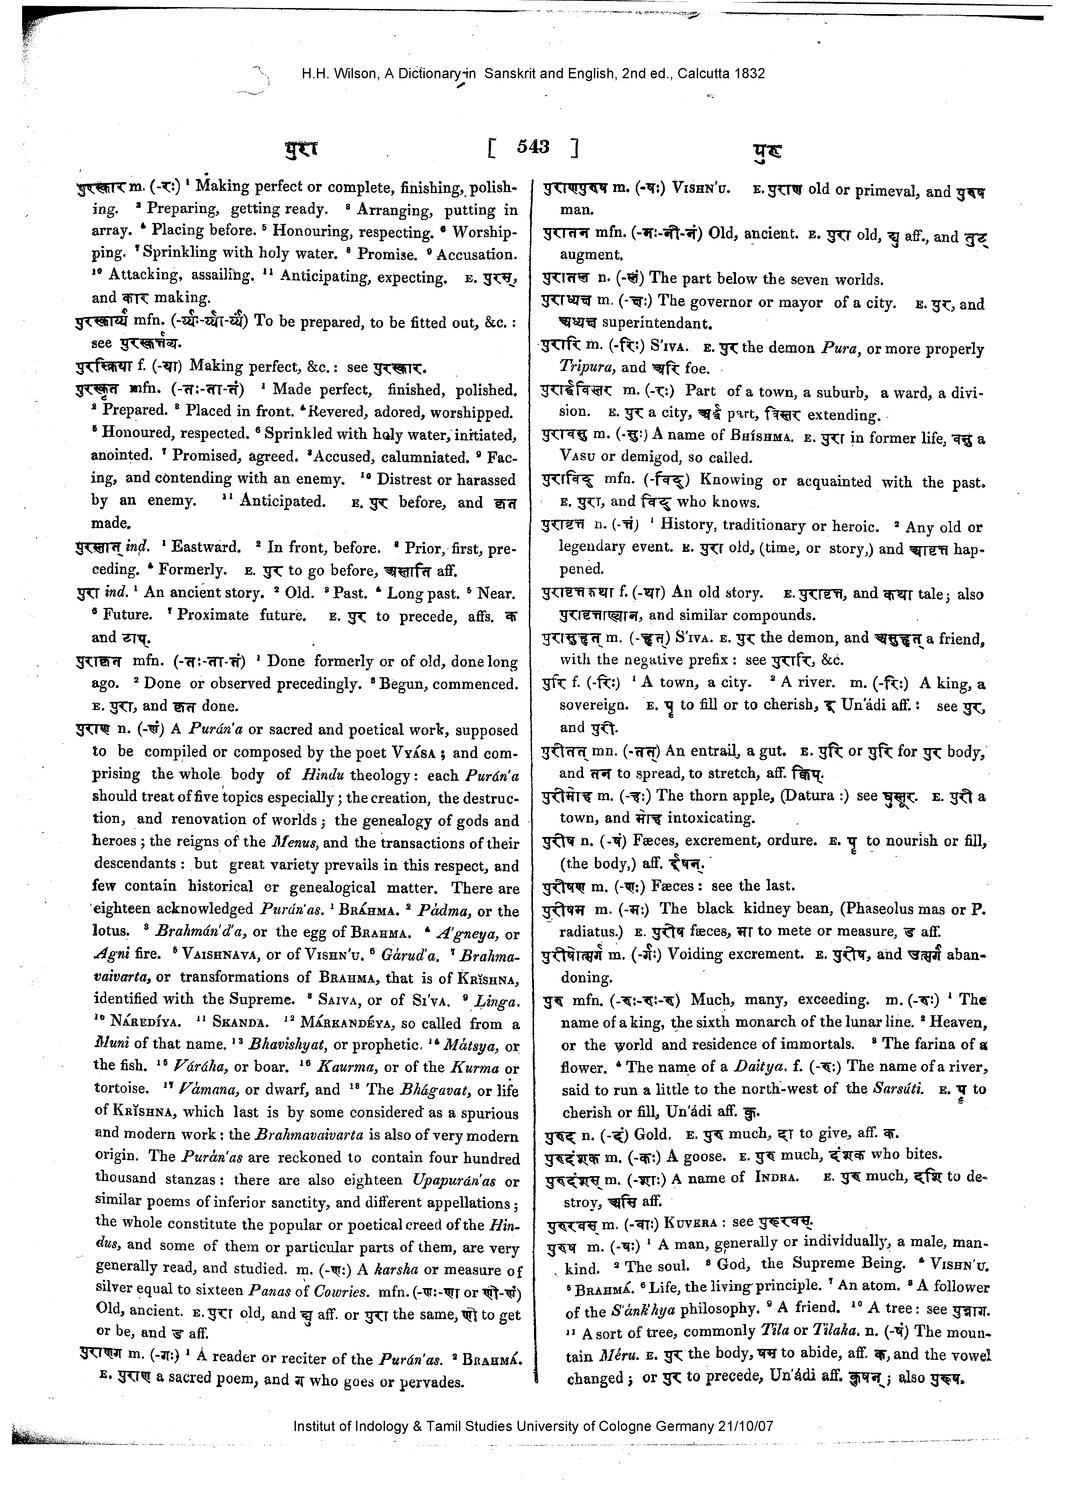 H.H. Wilson, A Dictionary in Sanskrit and English, 2nd ed., Calcutta 1832
पुरा [ 543 ] पुरु
पुरस्कार m. (-रः) ¹ Making perfect or complete, finishing, polish-
ing. ² Preparing, getting ready. ³ Arranging, putting in
array. ⁴ Placing before. ⁵ Honouring, respecting. ⁶ Worship-
ping. ⁷ Sprinkling with holy water. ⁸ Promise. ⁹ Accusation.
¹⁰ Attacking, assailing. ¹¹ Anticipating, expecting. E. पुरस्,
and कार making.
पुरस्कार्य्य mfn. (-र्य्यः-र्य्या-र्य्यं) To be prepared, to be fitted out, &c. :
see पुरस्कर्त्तव्य.
पुरस्क्रिया f. (-या) Making perfect, &c. : see पुरस्कार.
पुरस्कृत mfn. (-तः-ता-तं) ¹ Made perfect, finished, polished.
² Prepared. ³ Placed in front. ⁴ Revered, adored, worshipped.
⁵ Honoured, respected. ⁶ Sprinkled with holy water, initiated,
anointed. ⁷ Promised, agreed. ⁸ Accused, calumniated. ⁹ Fac-
ing, and contending with an enemy. ¹⁰ Distrest or harassed
by an enemy. ¹¹ Anticipated. E. पुर before, and कृत
made.
पुरस्तात् ind. ¹ Eastward. ² In front, before. ³ Prior, first, pre-
ceding. ⁴ Formerly. E. पुर to go before, अस्ताति aff.
पुरा ind. ¹ An ancient story. ² Old. ³ Past. ⁴ Long past. ⁵ Near.
⁶ Future. ⁷ Proximate future. E. पुर to precede, affs. क
and टाप्.
पुराकृत mfn. (-तः-ता-तं) ¹ Done formerly or of old, done long
ago. ² Done or observed precedingly. ³ Begun, commenced.
E. पुरा, and कृत done.
पुराण n. (-णं) A Purán'a or sacred and poetical work, supposed
to be compiled or composed by the poet VYÁSA ; and com-
prising the whole body of Hindu theology : each Purán'a
should treat of five topics especially ; the creation, the destruc-
tion, and renovation of worlds ; the genealogy of gods and
heroes ; the reigns of the Menus, and the transactions of their
descendants : but great variety prevails in this respect, and
few contain historical or genealogical matter. There are
eighteen acknowledged Purán'as. ¹ BRÁHMA. ² Pádma, or the
lotus. ³ Brahmán'd'a, or the egg of BRAHMA. ⁴ A'gneya, or
Agni fire. ⁵ VAISHNAVA, or of VISHN'U. ⁶ Gárud'a. ⁷ Brahma-
vaivarta, or transformations of BRAHMA, that is of KRĬSHNA,
identified with the Supreme. ⁸ SAIVA, or of SI'VA. ⁹ Linga.
¹⁰ NÁREDÍYA. ¹¹ SKANDA. ¹² MÁRKANDÉYA, so called from a
Muni of that name. ¹³ Bhavishyat, or prophetic. ¹⁴ Mátsya, or
the fish. ¹⁵ Váráha, or boar. ¹⁶ Kaurma, or of the Kurma or
tortoise. ¹⁷ Vámana, or dwarf, and ¹⁸ The Bhágavat, or life
of KRĬSHNA, which last is by some considered as a spurious
and modern work : the Brahmavaivarta is also of very modern
origin. The Purán'as are reckoned to contain four hundred
thousand stanzas : there are also eighteen Upapurán'as or
similar poems of inferior sanctity, and different appellations ;
the whole constitute the popular or poetical creed of the Hin-
dus, and some of them or particular parts of them, are very
generally read, and studied. m. (-णः) A karsha or measure of
silver equal to sixteen Panas of Cowries. mfn. (-णः-णा or णी-णं)
Old, ancient. E. पुरा old, and द्यु aff. or पुरा the same, णी to get
or be, and ड aff.
पुराणग m. (-गः) ¹ A reader or reciter of the Purán'as. ² BRAHMÁ.
E. पुराण a sacred poem, and ग who goes or pervades.
पुराणपुरुष m. (-षः) VISHN'U. E. पुराण old or primeval, and पुरुष
man.
पुरातन mfn. (-नः-नी-नं) Old, ancient. E. पुरा old, द्यु aff., and तुट्
augment.
पुरातल n. (-लं) The part below the seven worlds.
पुराध्यक्ष m. (-क्षः) The governor or mayor of a city. E. पुर, and
अध्यक्ष superintendant.
पुरारि m. (-रिः) S'IVA. E. पुर the demon Pura, or more properly
Tripura, and अरि foe.
पुरार्द्धविस्तर m. (-रः) Part of a town, a suburb, a ward, a divi-
sion. E. पुर a city, अर्द्ध part, विस्तर extending.
पुरावसु m. (-सुः) A name of BHÍSHMA. E. पुरा in former life, वसु a
VASU or demigod, so called.
पुराविद् mfn. (-विद्) Knowing or acquainted with the past.
E. पुरा, and विद् who knows.
पुरावृत्त n. (-त्तं) ¹ History, traditionary or heroic. ² Any old or
legendary event. E. पुरा old, (time, or story,) and आवृत्त hap-
pened.
पुरावृत्तकथा f. (-था) An old story. E. पुरावृत्त, and कथा tale; also
पुरावृत्ताख्यान, and similar compounds.
पुरासुहृत् m. (-हृत्) S'IVA. E. पुर the demon, and असुहृत् a friend,
with the negative prefix : see पुरारि, &c.
पुरि f. (-रिः) ¹ A town, a city. ² A river. m. (-रिः) A king, a
sovereign. E. पॄ to fill or to cherish, इ Un'ádi aff. : see पुर,
and पुरी.
पुरीतत् mn. (-तत्) An entrail, a gut. E. पुरि or पुरि for पुर body,
and तन to spread, to stretch, aff. क्विप्.
पुरीमोह m. (-हः) The thorn apple, (Datura :) see धुस्तूर. E. पुरी a
town, and मोह intoxicating.
पुरीष n. (-षं) Fæces, excrement, ordure. E. पॄ to nourish or fill,
(the body,) aff. ईषन्.
पुरीषण m. (-णः) Fæces : see the last.
पुरीषम m. (-मः) The black kidney bean, (Phaseolus mas or P.
radiatus.) E. पुरीष fæces, मा to mete or measure, ड aff.
पुरीषोत्सर्ग m. (-र्गः) Voiding excrement. E. पुरीष, and उत्सर्ग aban-
doning.
पुरु mfn. (-रुः-रुः-रु) Much, many, exceeding. m. (-रुः) ¹ The
name of a king, the sixth monarch of the lunar line. ² Heaven,
or the world and residence of immortals. ³ The farina of a
flower. ⁴ The name of a Daitya. f. (-रुः) The name of a river,
said to run a little to the north-west of the Sarsúti. E. पॄ to
cherish or fill, Un'ádi aff. कु.
पुरुद n. (-दं) Gold. E. पुरु much, दा to give, aff. क.
पुरुदंशक m. (-कः) A goose. E. पुरु much, दंशक who bites.
पुरुदंशस् m. (-शाः) A name of INDRA. E. पुरु much, दशि to de-
stroy, असि aff.
पुरुरवस् m. (-वाः) KUVERA : see पुरूरवस्.
पुरुष m. (-षः) ¹ A man, generally or individually, a male, man-
kind. ² The soul. ³ God, the Supreme Being. ⁴ VISHN'U.
⁵ BRAHMÁ. ⁶ Life, the living principle. ⁷ An atom. ⁸ A follower
of the S'ánk'hya philosophy. ⁹ A friend. ¹⁰ A tree : see पुन्नाग.
¹¹ A sort of tree, commonly Tila or Tilaka. n. (-षं) The moun-
tain Méru. E. पुर the body, वस to abide, aff. क, and the vowel
changed ; or पुर to precede, Un'ádi aff. कुषन् ; also पुरूष.
Institut of Indology & Tamil Studies University of Cologne Germany 21/10/07